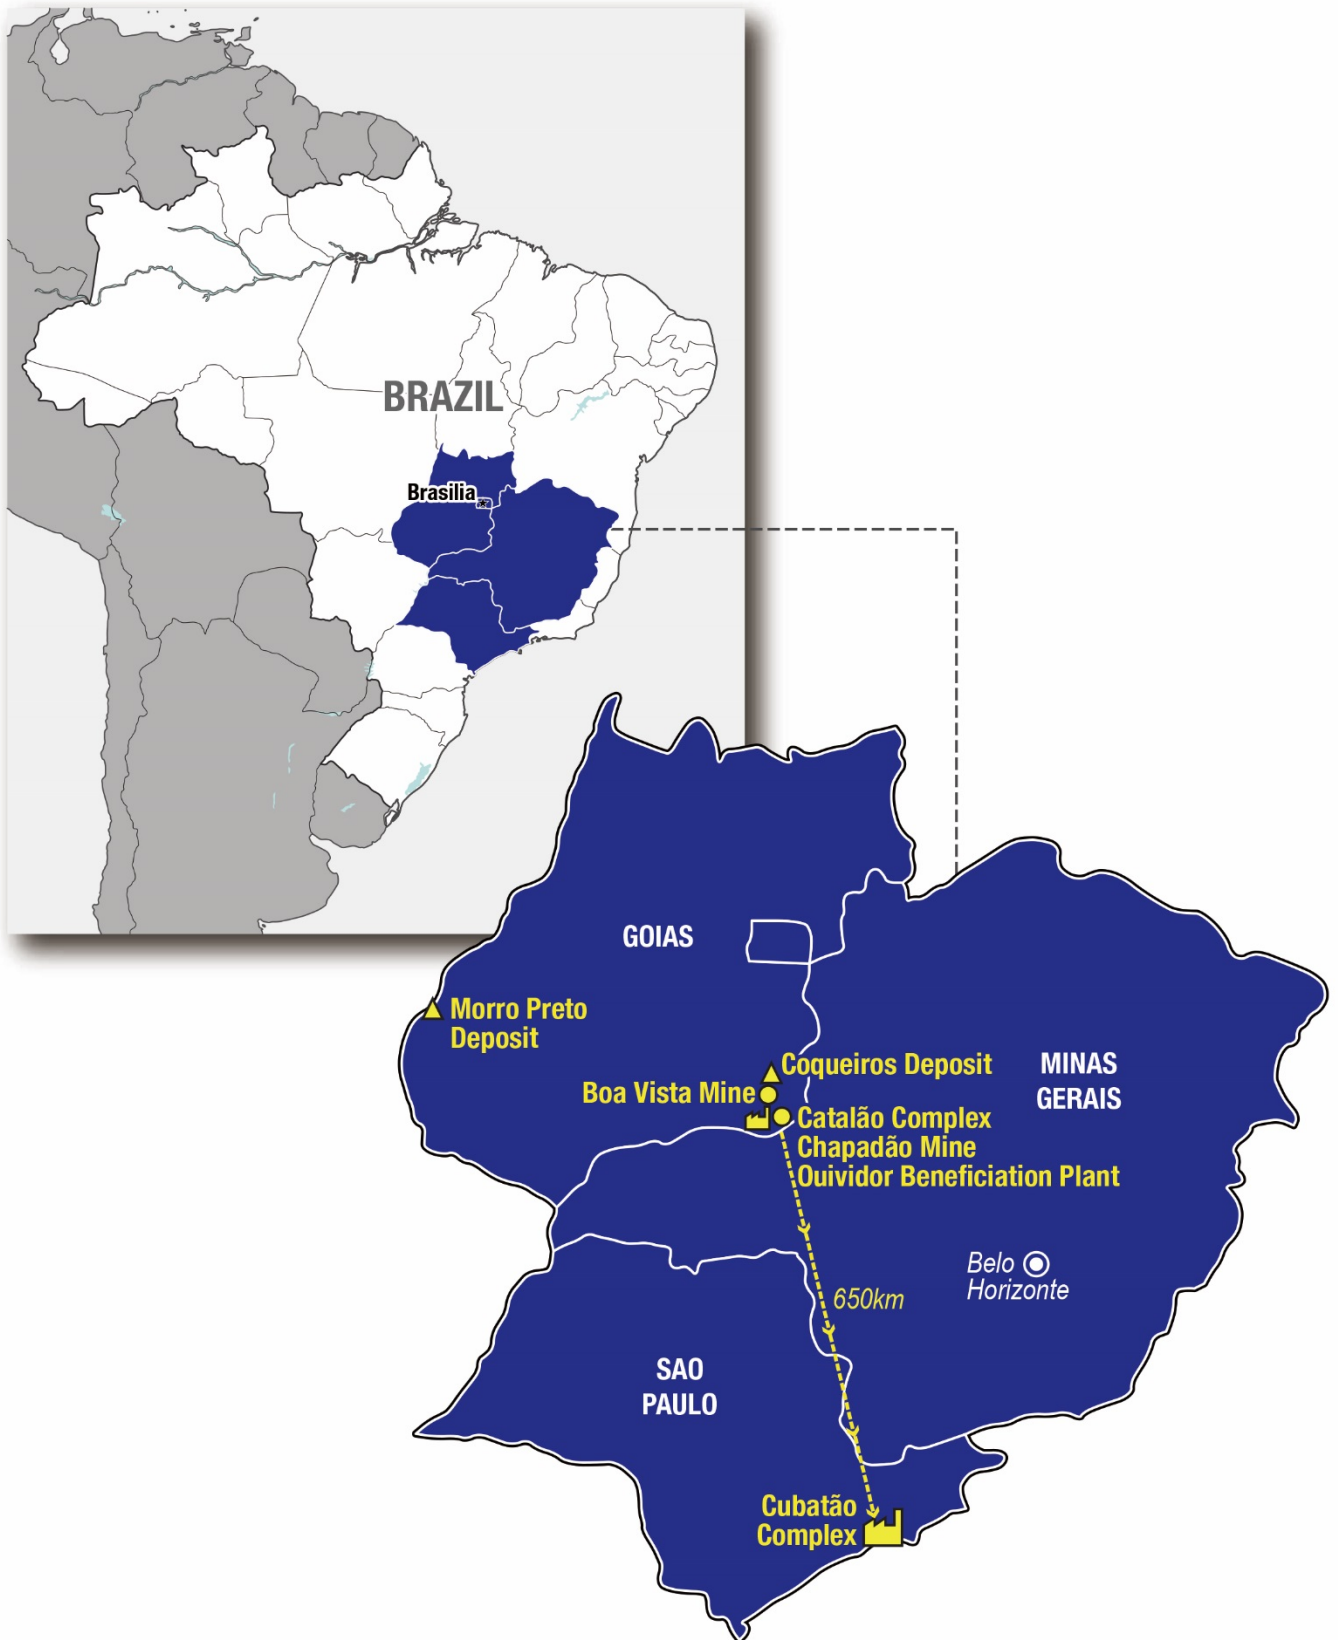 BRAZIL
Brasilia
GOIAS
Morro Preto
Deposit
Coqueiros Deposit
Boa Vista Mine
MINAS
GERAIS
Catalão Complex
Chapadão Mine
Ouividor Beneficiation Plant
Belo
Horizonte
650km
SAO
PAULO
Cubatão
Complex